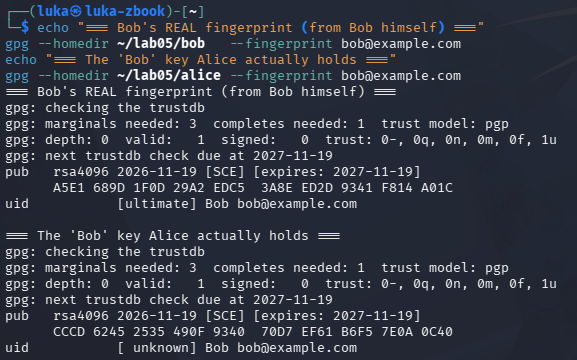 ┌──(luka㉿luka-zbook)-[~]
└─$ echo "=== Bob's REAL fingerprint (from Bob himself) ==="
gpg --homedir ~/lab05/bob   --fingerprint bob@example.com
echo "=== The 'Bob' key Alice actually holds ==="
gpg --homedir ~/lab05/alice --fingerprint bob@example.com
=== Bob's REAL fingerprint (from Bob himself) ===
gpg: checking the trustdb
gpg: marginals needed: 3  completes needed: 1  trust model: pgp
gpg: depth: 0  valid:   1  signed:   0  trust: 0-, 0q, 0n, 0m, 0f, 1u
gpg: next trustdb check due at 2027-11-19
pub   rsa4096 2026-11-19 [SCE] [expires: 2027-11-19]
      A5E1 689D 1F0D 29A2 EDC5  3A8E ED2D 9341 F814 A01C
uid           [ultimate] Bob bob@example.com

=== The 'Bob' key Alice actually holds ===
gpg: checking the trustdb
gpg: marginals needed: 3  completes needed: 1  trust model: pgp
gpg: depth: 0  valid:   1  signed:   0  trust: 0-, 0q, 0n, 0m, 0f, 1u
gpg: next trustdb check due at 2027-11-19
pub   rsa4096 2026-11-19 [SCE] [expires: 2027-11-19]
      CCCD 6245 2535 490F 9340  70D7 EF61 B6F5 7E0A 0C40
uid           [ unknown] Bob bob@example.com